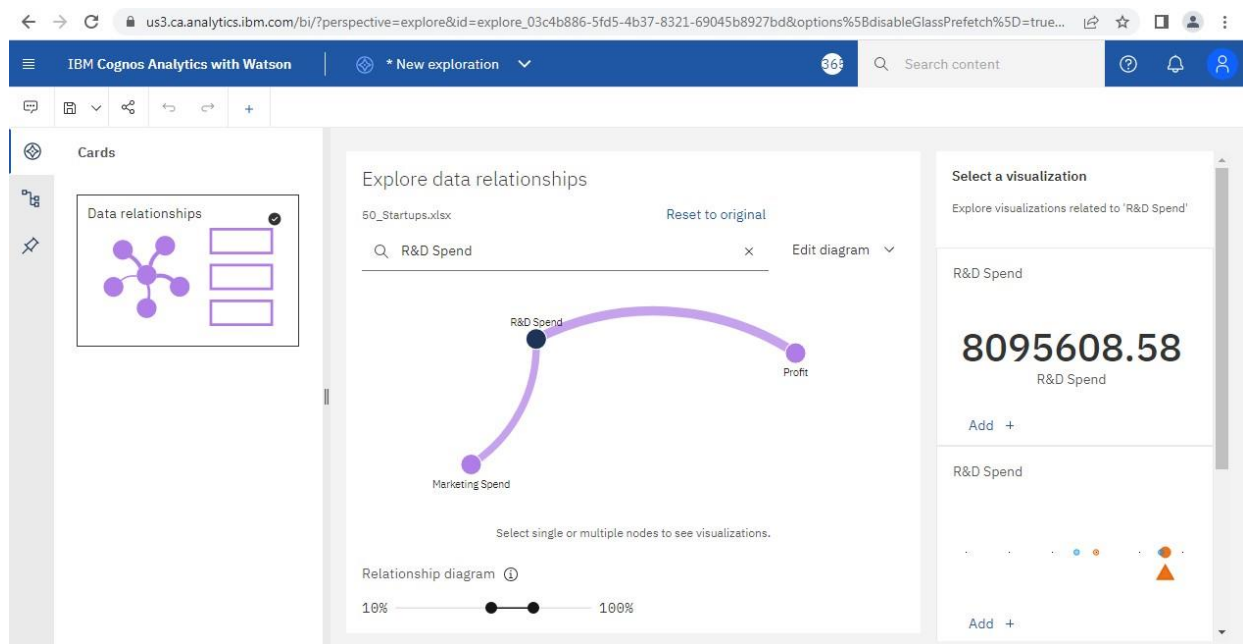 us3.ca.analytics.ibm.com/bi/?perspective=explore&id=explore_03c4b886-5fd5-4b37-8321-69045b8927bd&options%5BdisableGlassPrefetch%5D=true...
IBM Cognos Analytics with Watson
* New exploration
Search content
Cards
Data relationships
Explore data relationships
50_Startups.xlsx
Reset to original
R&D Spend
Edit diagram
R&D Spend
Profit
Marketing Spend
Select single or multiple nodes to see visualizations.
Relationship diagram
10%
100%
Select a visualization
Explore visualizations related to 'R&D Spend'
R&D Spend
8095608.58
R&D Spend
Add +
R&D Spend
Add +